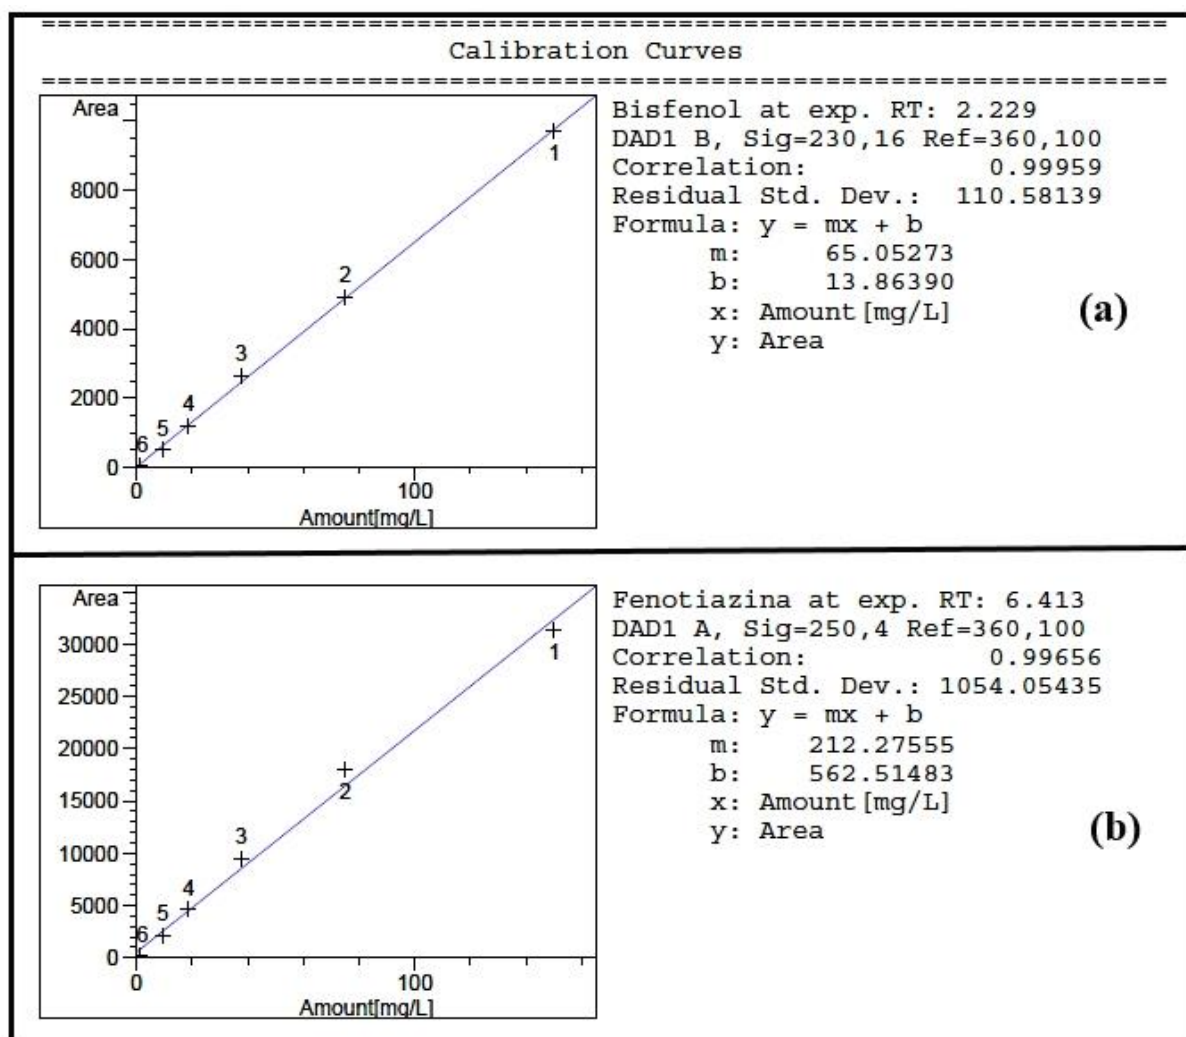 ==========================================================================
Calibration Curves
==========================================================================
Area
8000
6000
4000
2000
0
0
100
Amount[mg/L]
1
2
3
4
5
6
Bisfenol at exp. RT: 2.229
DAD1 B, Sig=230,16 Ref=360,100
Correlation: 0.99959
Residual Std. Dev.: 110.58139
Formula: y = mx + b
m: 65.05273
b: 13.86390
x: Amount[mg/L]
y: Area
(a)
Area
30000
25000
20000
15000
10000
5000
0
0
100
Amount[mg/L]
1
2
3
4
5
6
Fenotiazina at exp. RT: 6.413
DAD1 A, Sig=250,4 Ref=360,100
Correlation: 0.99656
Residual Std. Dev.: 1054.05435
Formula: y = mx + b
m: 212.27555
b: 562.51483
x: Amount[mg/L]
y: Area
(b)